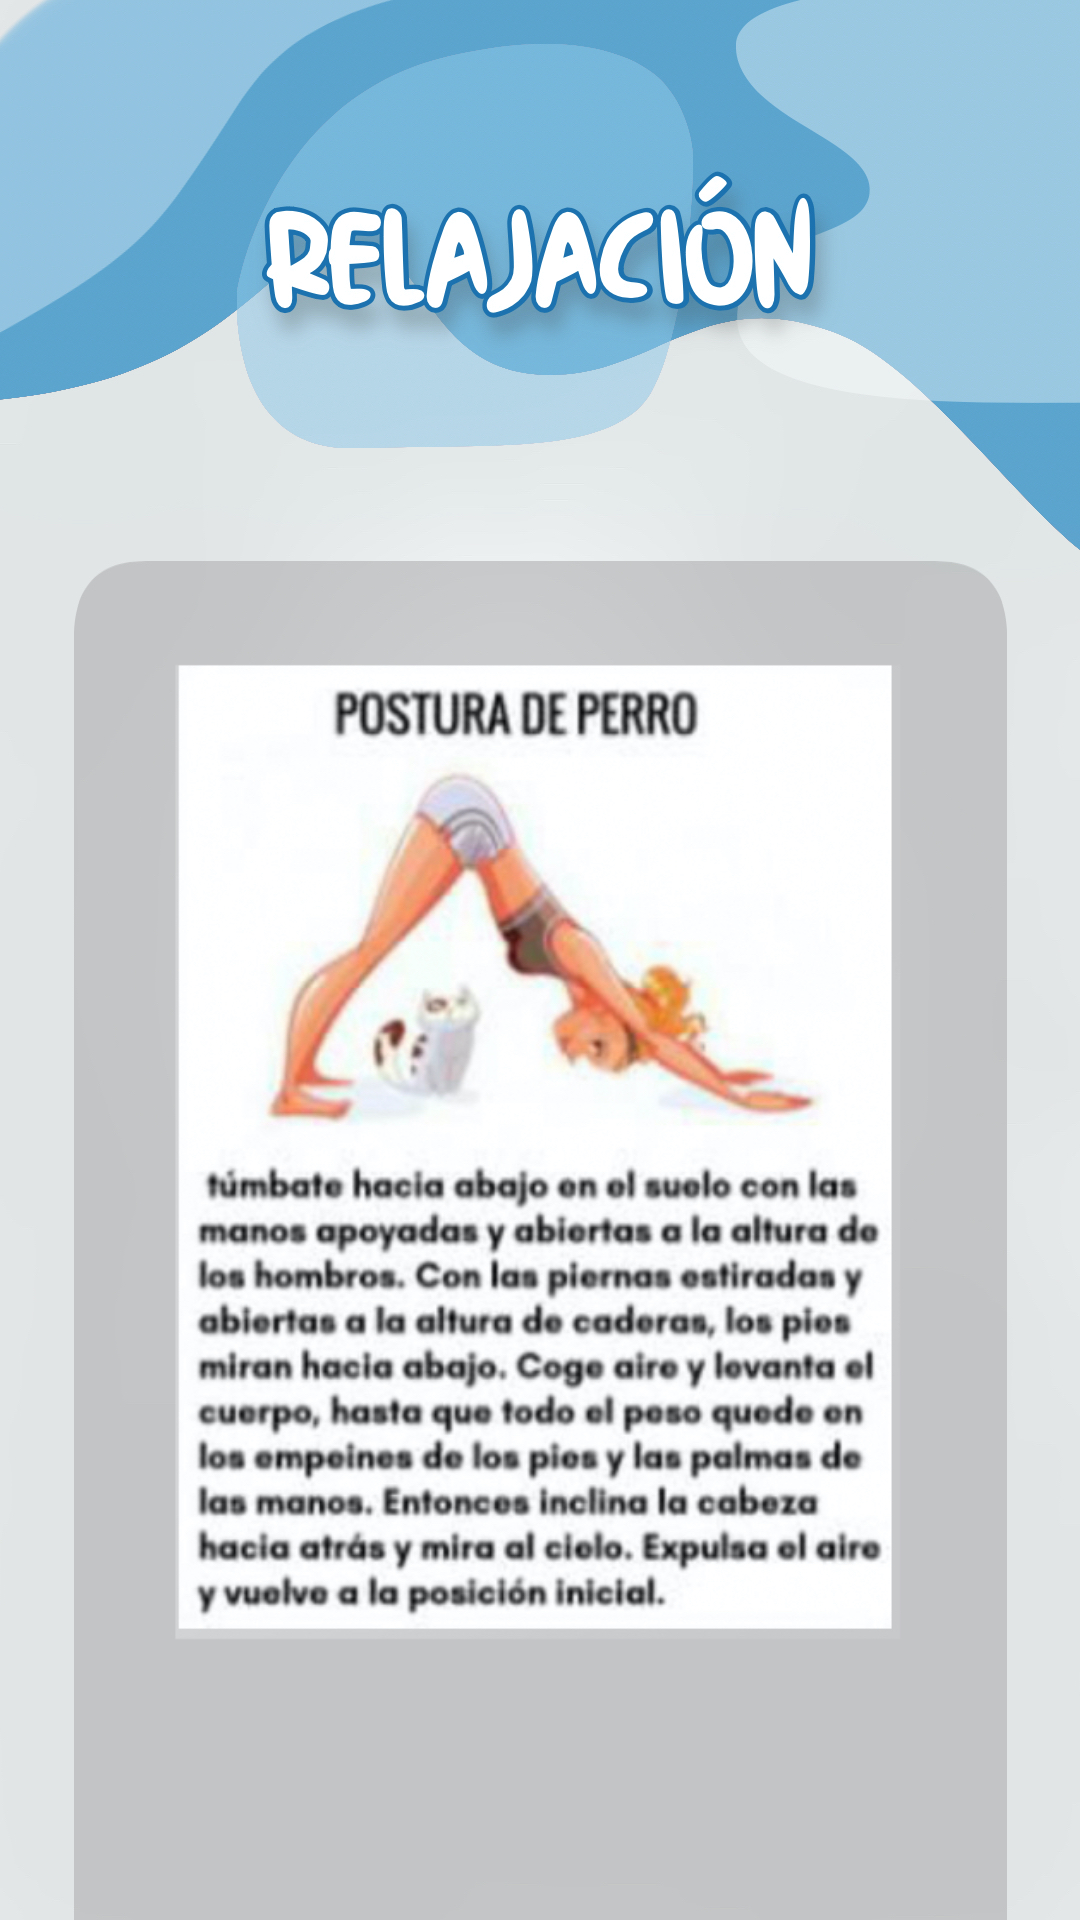 RELAJACIÓN
POSTURA DE PERRO
túmbate hacia abajo en el suelo con las
manos apoyadas y abiertas a la altura de
los hombros. Con las piernas estiradas y
abiertas a la altura de caderas, los pies
miran hacia abajo. Coge aire y levanta el
cuerpo, hasta que todo el peso quede en
los empeines de los pies y las palmas de
las manos. Entonces inclina la cabeza
hacia atrás y mira al cielo. Expulsa el aire
y vuelve a la posición inicial.